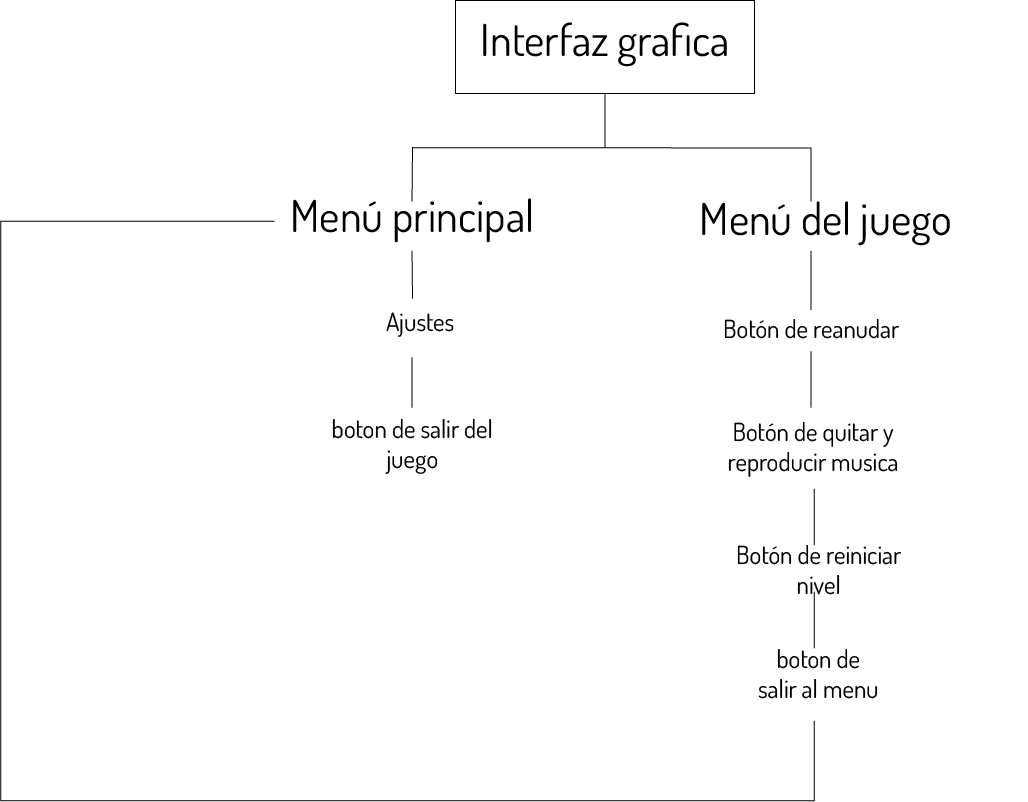 Interfaz grafica
Menú principal
Menú del juego
Ajustes
Botón de reanudar
boton de salir del
juego
Botón de quitar y
reproducir musica
Botón de reiniciar
nivel
boton de
salir al menu